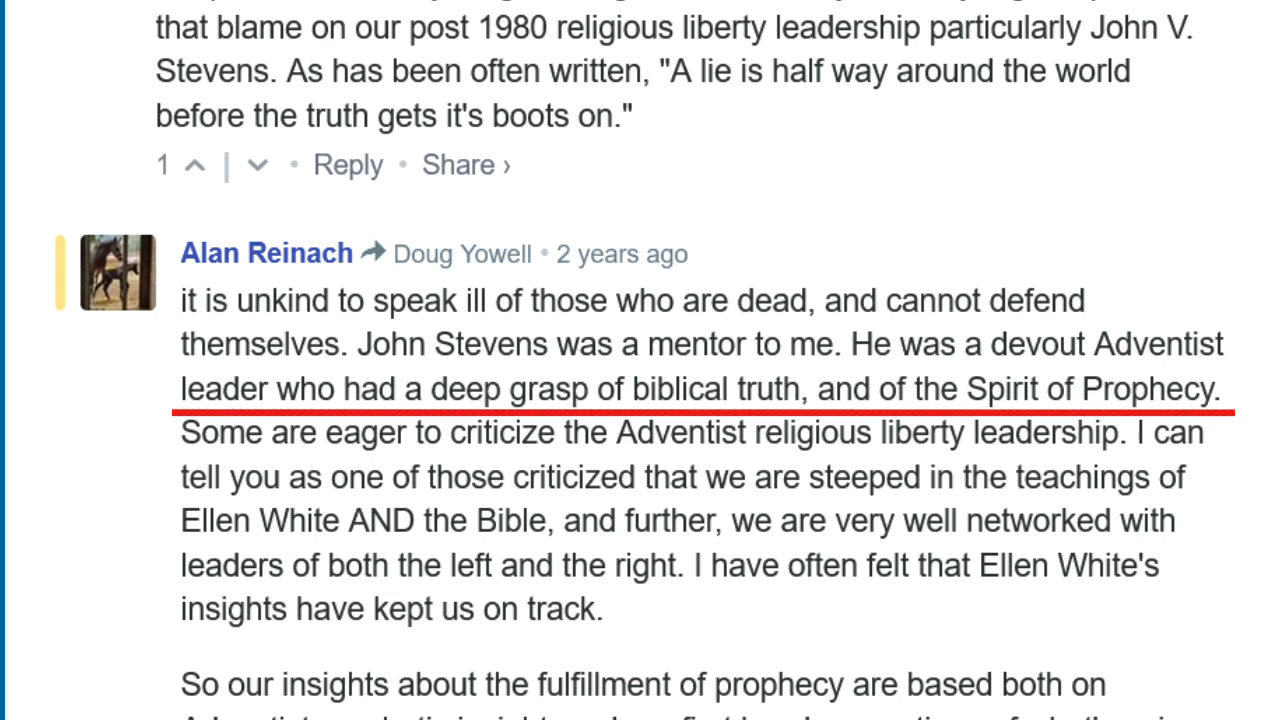 that blame on our post 1980 religious liberty leadership particularly John V.
Stevens. As has been often written, "A lie is half way around the world
before the truth gets it's boots on."
1 • Reply • Share ›
Alan Reinach Doug Yowell • 2 years ago
it is unkind to speak ill of those who are dead, and cannot defend
themselves. John Stevens was a mentor to me. He was a devout Adventist
leader who had a deep grasp of biblical truth, and of the Spirit of Prophecy.
Some are eager to criticize the Adventist religious liberty leadership. I can
tell you as one of those criticized that we are steeped in the teachings of
Ellen White AND the Bible, and further, we are very well networked with
leaders of both the left and the right. I have often felt that Ellen White's
insights have kept us on track.
So our insights about the fulfillment of prophecy are based both on